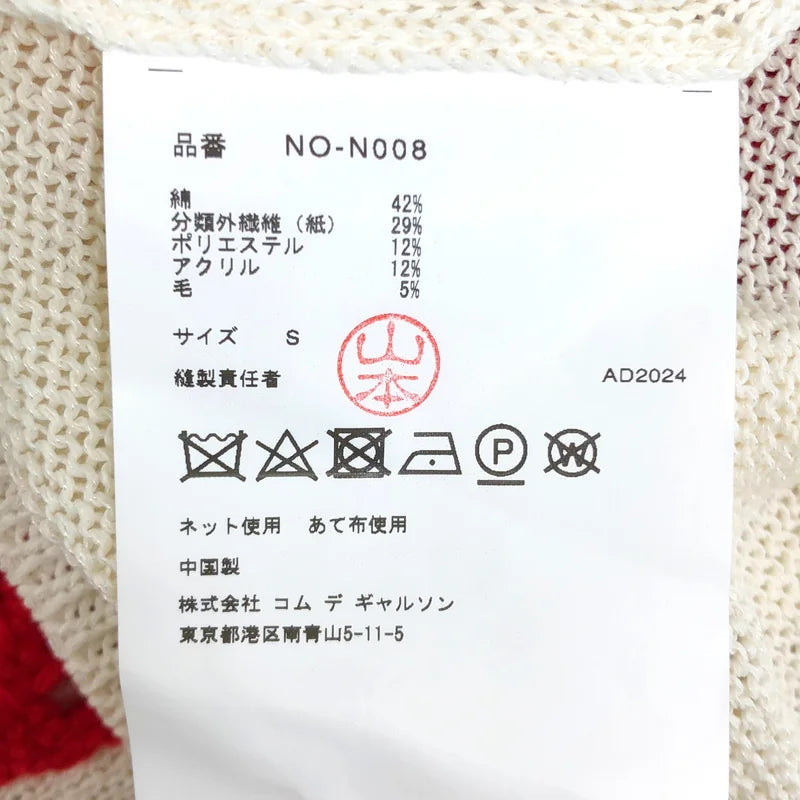 品番 NO-N008
綿 42%
分類外繊維（紙） 29%
ポリエステル 12%
アクリル 12%
毛 5%
サイズ S
山本
縫製責任者 AD2024
P W
ネット使用 あて布使用
中国製
株式会社 コム デ ギャルソン
東京都港区南青山5-11-5